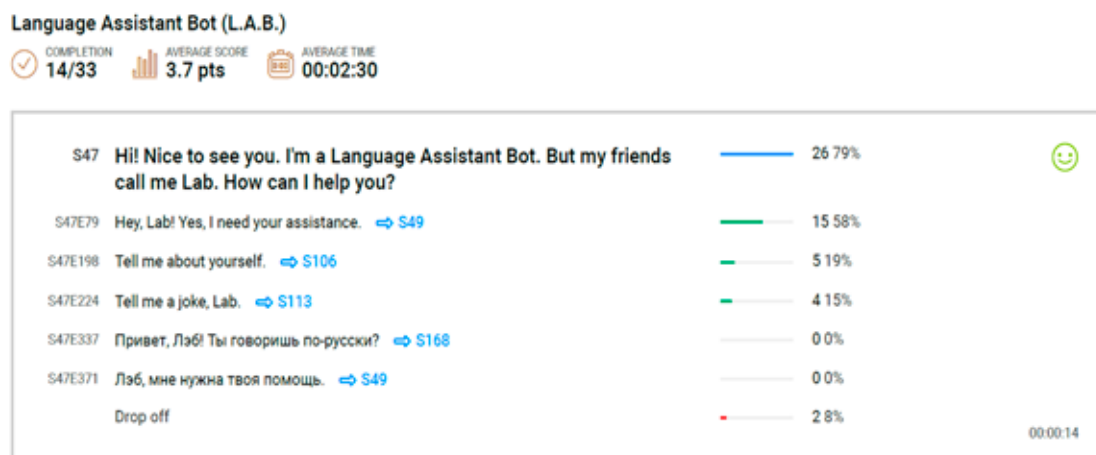 Language Assistant Bot (L.A.B.)
COMPLETION
14/33
AVERAGE SCORE
3.7 pts
AVERAGE TIME
00:02:30
S47 Hi! Nice to see you. I'm a Language Assistant Bot. But my friends 26 79%
call me Lab. How can I help you?
S47E79 Hey, Lab! Yes, I need your assistance. ⇨ S49 15 58%
S47E198 Tell me about yourself. ⇨ S106 5 19%
S47E224 Tell me a joke, Lab. ⇨ S113 4 15%
S47E337 Привет, Лэб! Ты говоришь по-русски? ⇨ S168 0 0%
S47E371 Лэб, мне нужна твоя помощь. ⇨ S49 0 0%
Drop off 2 8%
00:00:14